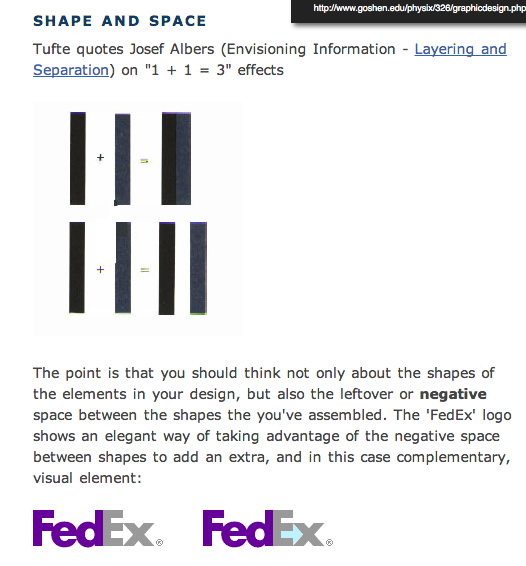 http://www.goshen.edu/physix/326/graphicdesign.php
SHAPE AND SPACE
Tufte quotes Josef Albers (Envisioning Information - Layering and
Separation) on "1 + 1 = 3" effects
+ =
+ =
The point is that you should think not only about the shapes of
the elements in your design, but also the leftover or negative
space between the shapes the you've assembled. The 'FedEx' logo
shows an elegant way of taking advantage of the negative space
between shapes to add an extra, and in this case complementary,
visual element:
FedEx® FedEx®